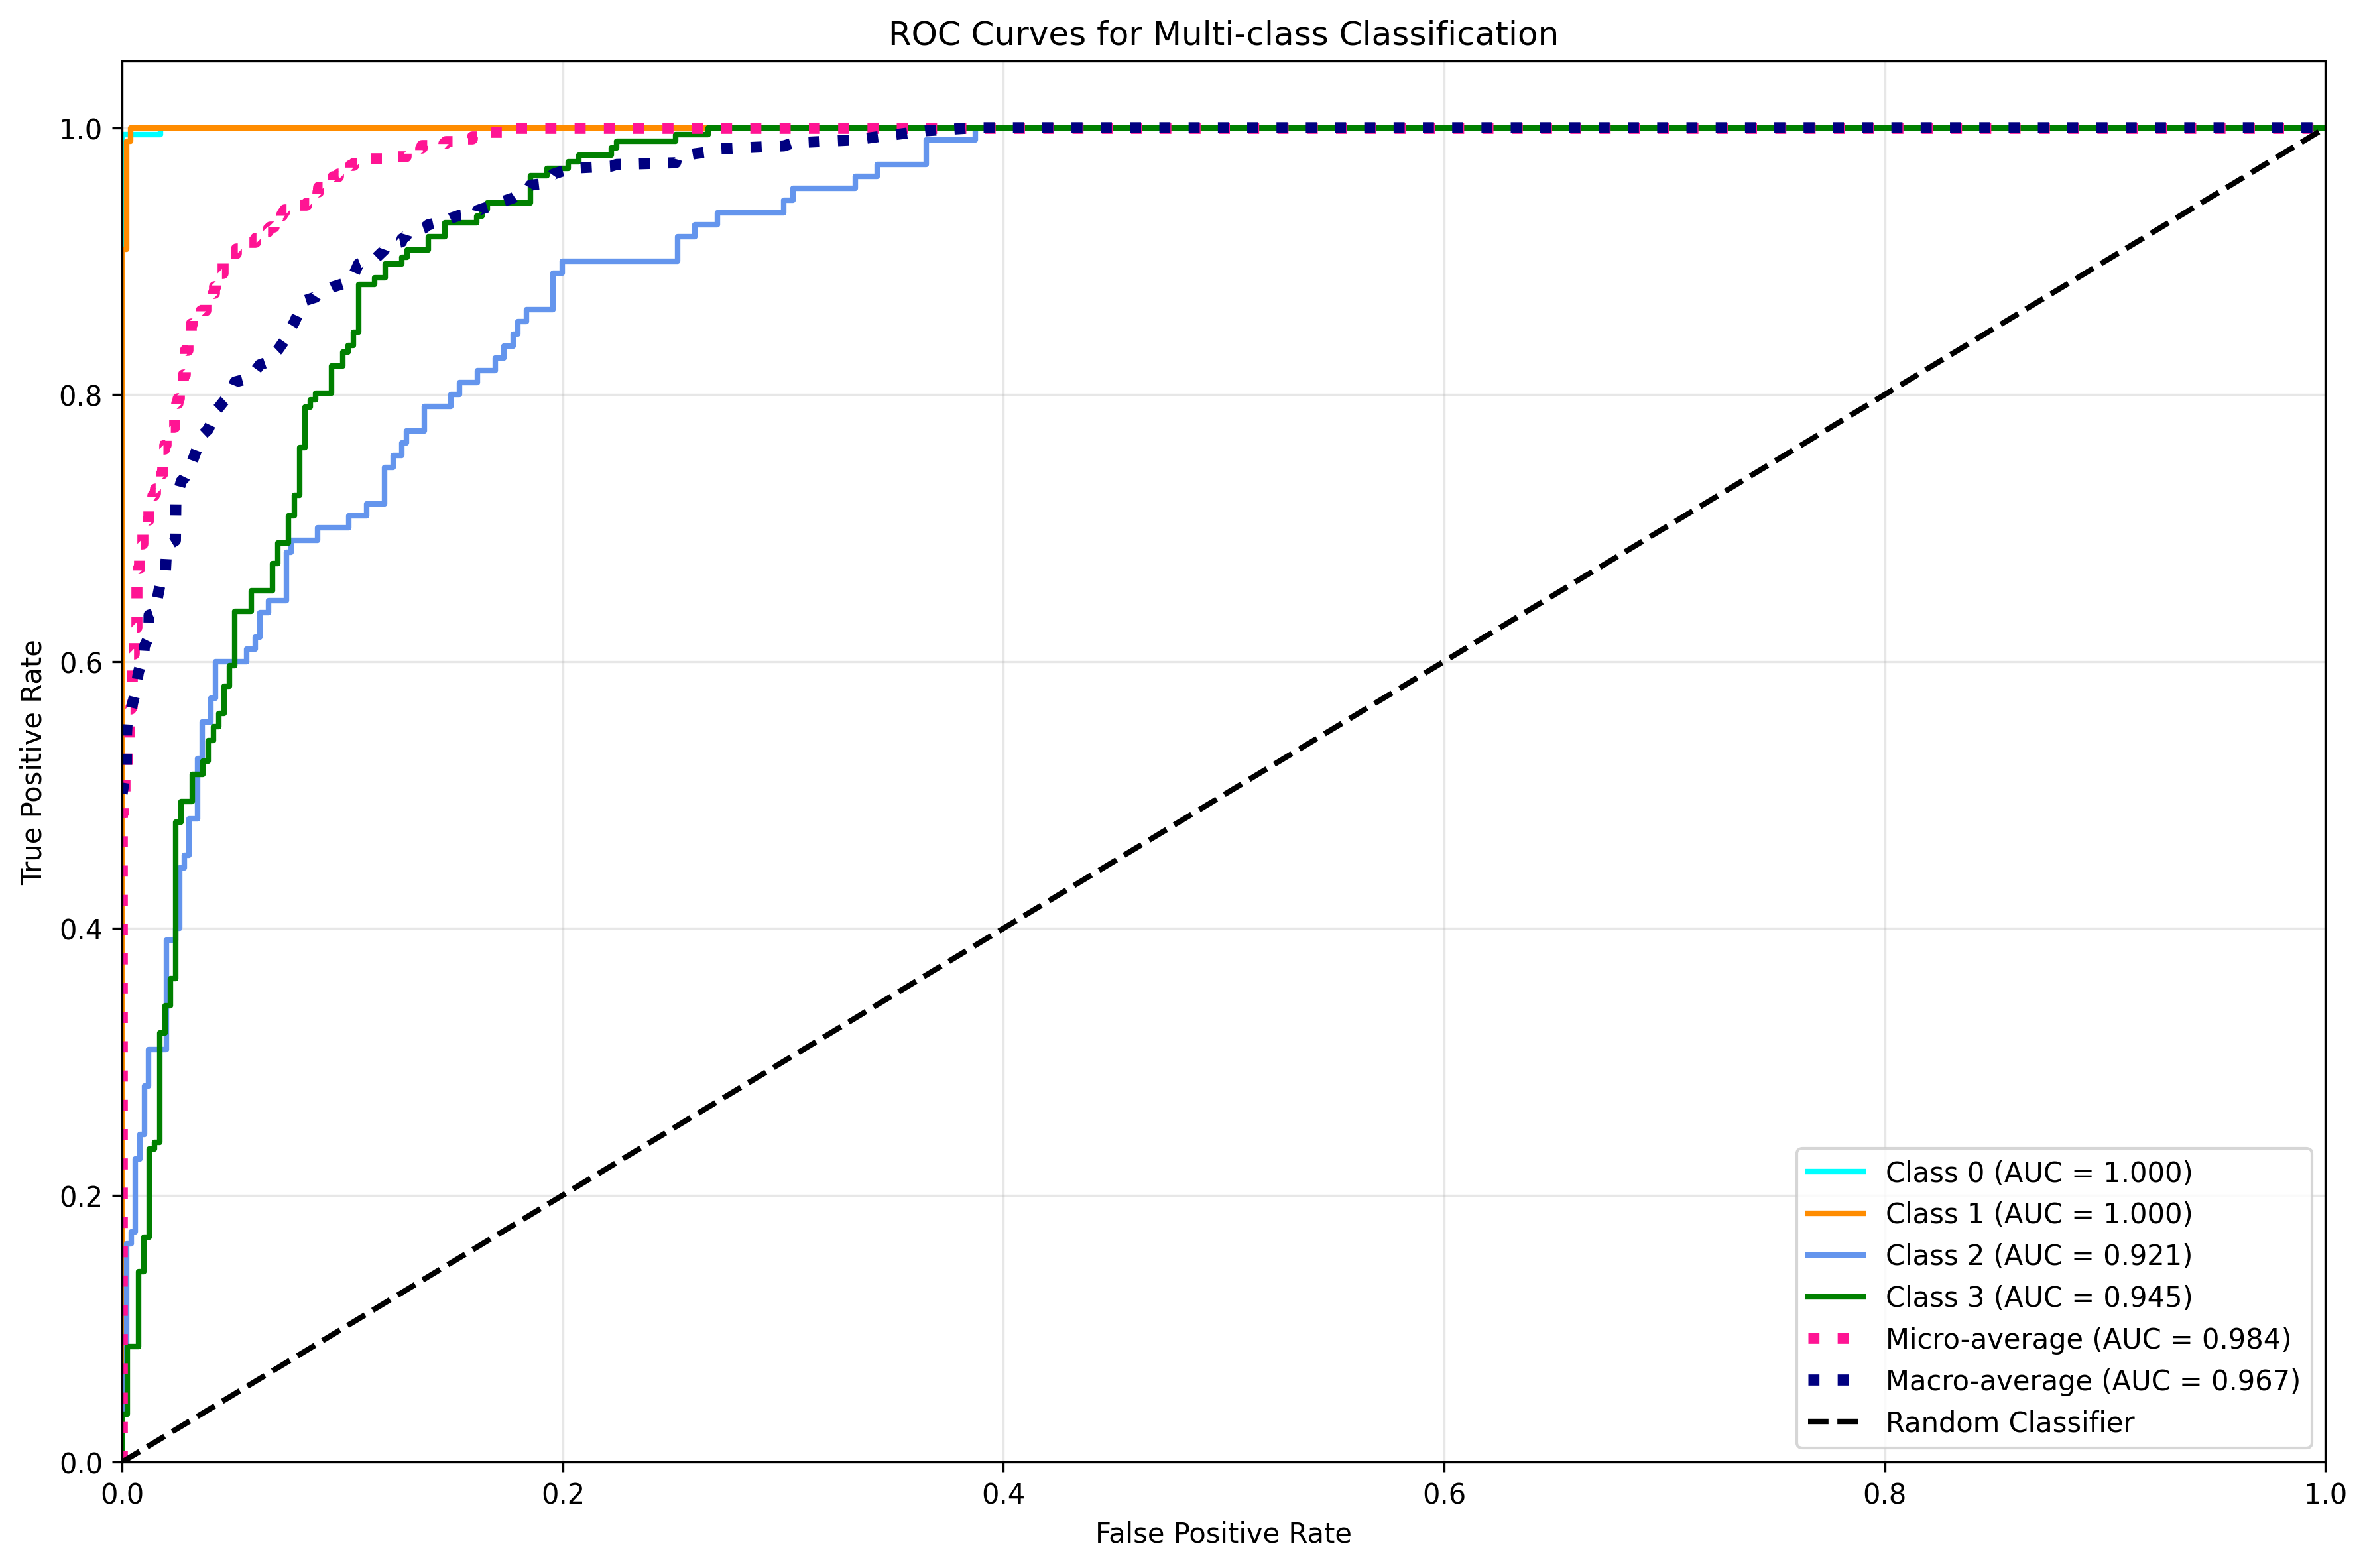 ROC Curves for Multi-class Classification
True Positive Rate
1.0
0.8
0.6
0.4
0.2
0.0
0.0 0.2 0.4 0.6 0.8 1.0
False Positive Rate
Class 0 (AUC = 1.000)
Class 1 (AUC = 1.000)
Class 2 (AUC = 0.921)
Class 3 (AUC = 0.945)
Micro-average (AUC = 0.984)
Macro-average (AUC = 0.967)
Random Classifier